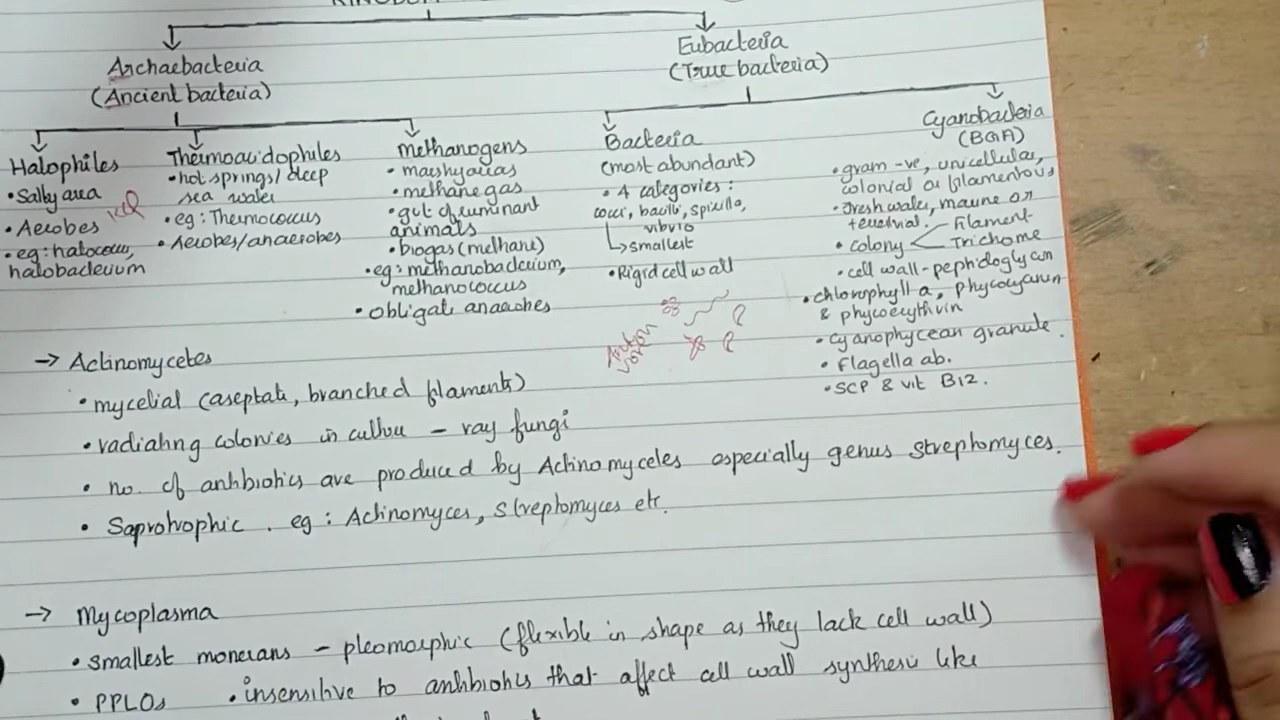 KINGDOM
Archaebacteria
(Ancient bacteria)
Eubacteria
(True bacteria)
Halophiles
• Salty area
• Aerobes
• eg: halococcus,
halobacterium
Thermoacidophiles
• hot springs/ deep
sea water
• eg: Thermococcus
• Aerobes/anaerobes
Methanogens
• marshy areas
• methane gas
• gut of ruminant
animals
• biogas (methane)
• eg: methanobacterium,
methanococcus
• obligate anaerobes
Bacteria
(most abundant)
• 4 categories:
cocci, bacilli, spirilla,
vibrio
↳ smallest
• Rigid cell wall
Cyanobacteria
(BGA)
• gram -ve, unicellular,
colonial or filamentous
• freshwater, marine or
terrestrial.
• colony < Filament
Trichome
• cell wall - peptidoglycan
• chlorophyll a, phycocyanin
& phycoerythrin
• cyanophycean granule.
• Flagella ab.
• SCP & vit B12.
→ Actinomycetes
• mycelial (aseptate, branched filaments)
• radiating colonies in culture – ray fungi
• no. of antibiotics are produced by Actinomycetes especially genus streptomyces.
• Saprotrophic. eg: Actinomyces, Streptomyces etc.
→ Mycoplasma
• smallest monerans – pleomorphic (flexible in shape as they lack cell wall)
• PPLOs • insensitive to antibiotics that affect cell wall synthesis like